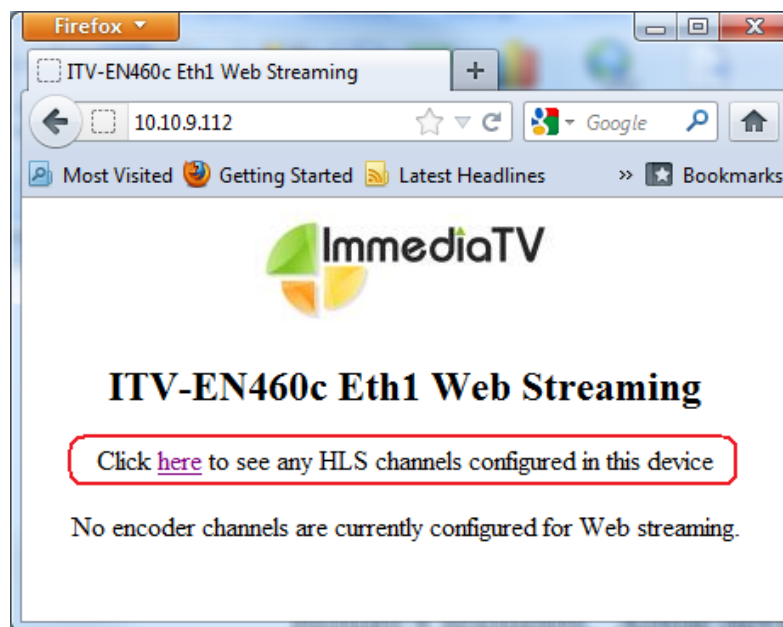 Firefox
ITV-EN460c Eth1 Web Streaming
10.10.9.112
Google
Most Visited Getting Started Latest Headlines » Bookmarks
ImmediaTV
ITV-EN460c Eth1 Web Streaming
Click here to see any HLS channels configured in this device
No encoder channels are currently configured for Web streaming.